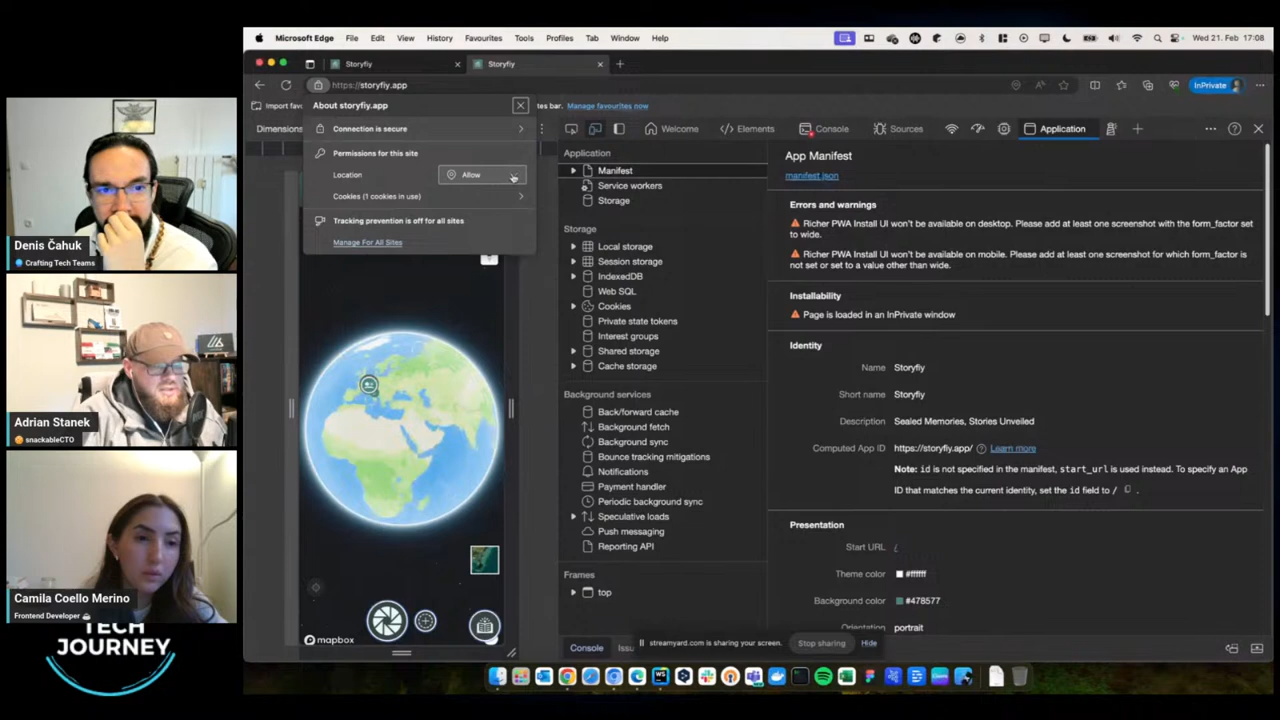 Microsoft Edge File Edit View History Favourites Tools Profiles Tab Window Help
Wed 21. Feb 17:08
Storyfiy
Storyfiy
https://storyfiy.app
InPrivate
Import fav
tes bar. Manage favourites now
About storyfiy.app
Connection is secure
Permissions for this site
Location
Allow
Cookies (1 cookies in use)
Tracking prevention is off for all sites
Manage For All Sites
Dimensions
mapbox
Welcome
Elements
Console
Sources
Application
Application
Manifest
Service workers
Storage
Storage
Local storage
Session storage
IndexedDB
Web SQL
Cookies
Private state tokens
Interest groups
Shared storage
Cache storage
Background services
Back/forward cache
Background fetch
Background sync
Bounce tracking mitigations
Notifications
Payment handler
Periodic background sync
Speculative loads
Push messaging
Reporting API
Frames
top
App Manifest
manifest.json
Errors and warnings
Richer PWA Install UI won't be available on desktop. Please add at least one screenshot with the form_factor set
to wide.
Richer PWA Install UI won't be available on mobile. Please add at least one screenshot for which form_factor is
not set or set to a value other than wide.
Installability
Page is loaded in an InPrivate window
Identity
Name Storyfiy
Short name Storyfiy
Description Sealed Memories, Stories Unveiled
Computed App ID https://storyfiy.app/ Learn more
Note: id is not specified in the manifest, start_url is used instead. To specify an App
ID that matches the current identity, set the id field to / .
Presentation
Start URL /
Theme color #ffffff
Background color #478577
Orientation portrait
Console
Issu
streamyard.com is sharing your screen.
Stop sharing
Hide
Denis Čahuk
Crafting Tech Teams
Adrian Stanek
snackableCTO
Camila Coello Merino
Frontend Developer
TECH
JOURNEY